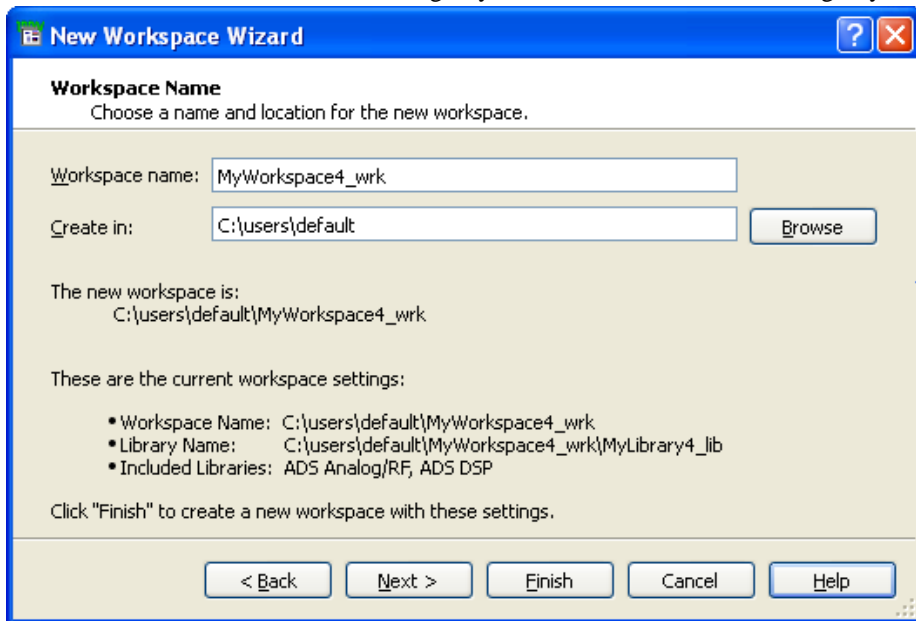 New Workspace Wizard
Workspace Name
Choose a name and location for the new workspace.
Workspace name: MyWorkspace4_wrk
Create in: C:\users\default Browse
The new workspace is:
C:\users\default\MyWorkspace4_wrk
These are the current workspace settings:
• Workspace Name: C:\users\default\MyWorkspace4_wrk
• Library Name: C:\users\default\MyWorkspace4_wrk\MyLibrary4_lib
• Included Libraries: ADS Analog/RF, ADS DSP
Click "Finish" to create a new workspace with these settings.
< Back Next > Finish Cancel Help